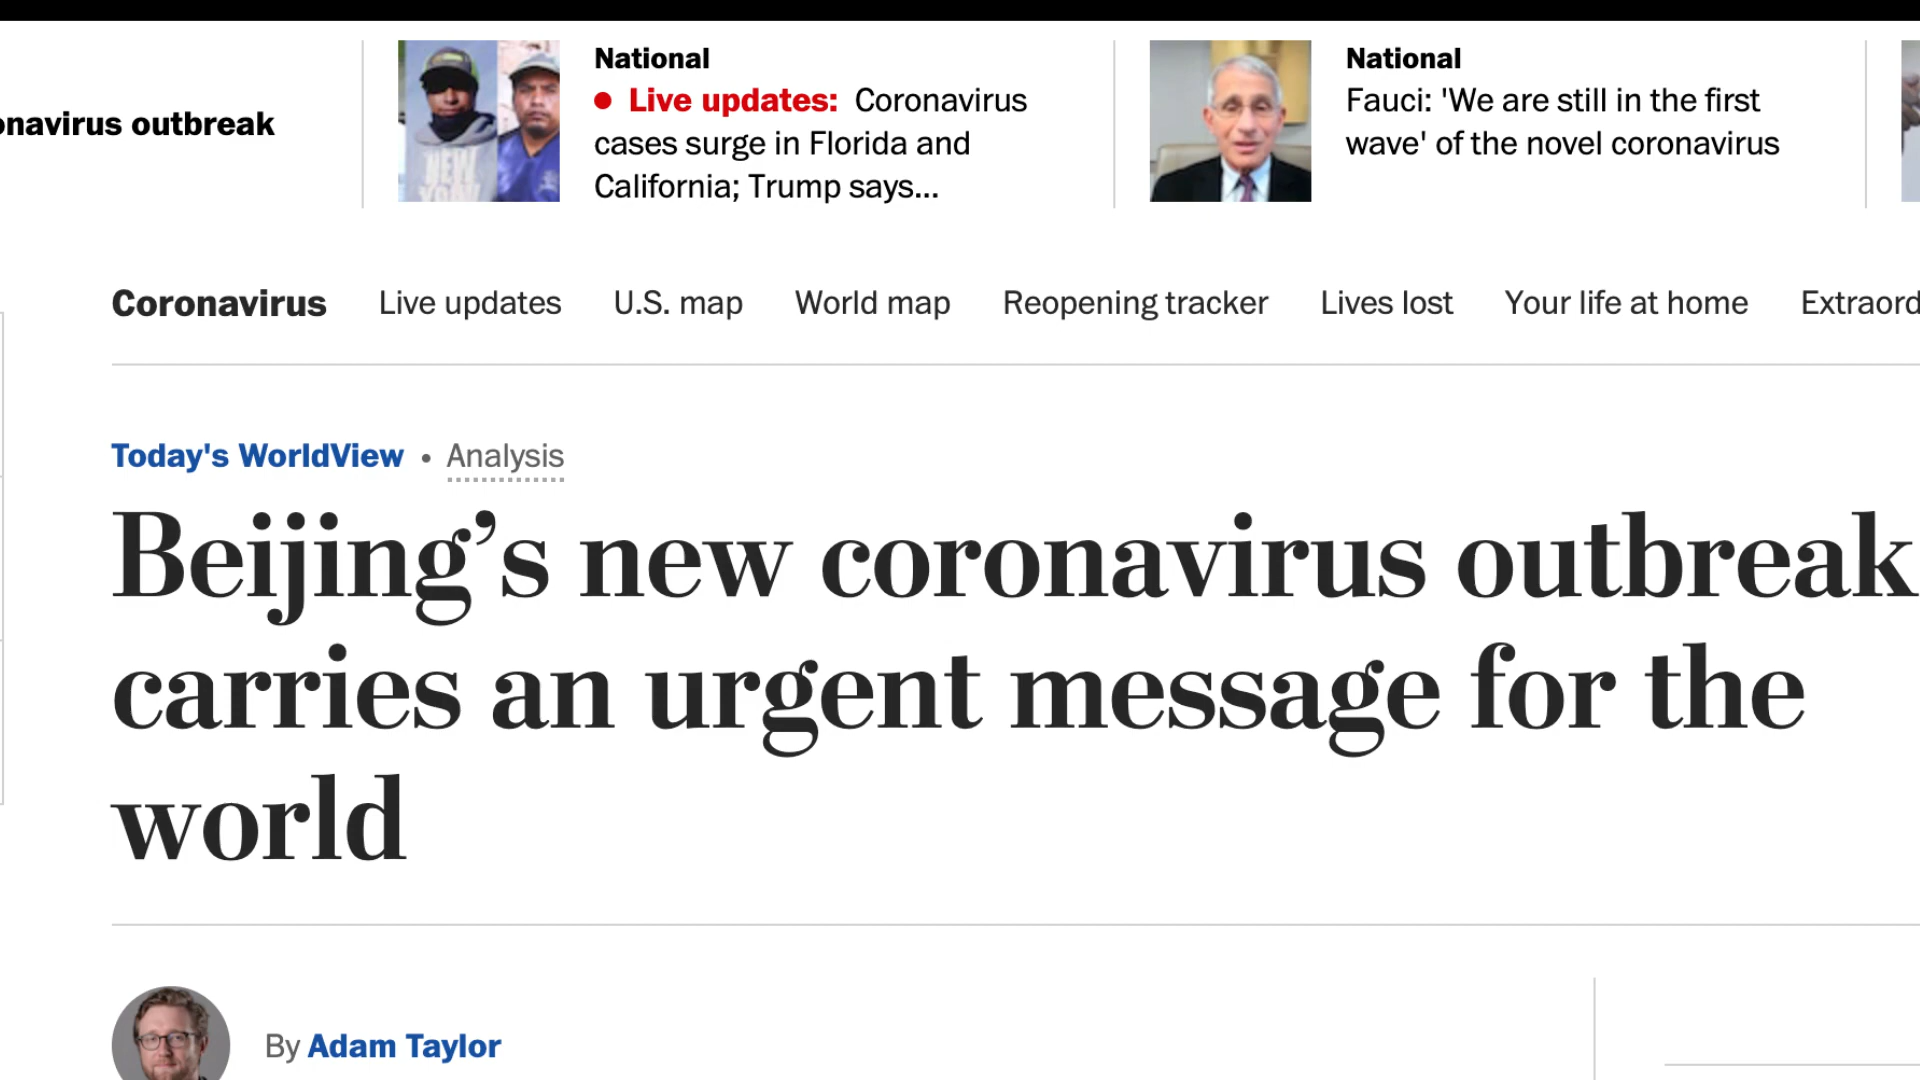 onavirus outbreak
National
Live updates: Coronavirus
cases surge in Florida and
California; Trump says...
National
Fauci: 'We are still in the first
wave' of the novel coronavirus
Coronavirus Live updates U.S. map World map Reopening tracker Lives lost Your life at home Extraord
Today's WorldView • Analysis
Beijing’s new coronavirus outbreak
carries an urgent message for the
world
By Adam Taylor